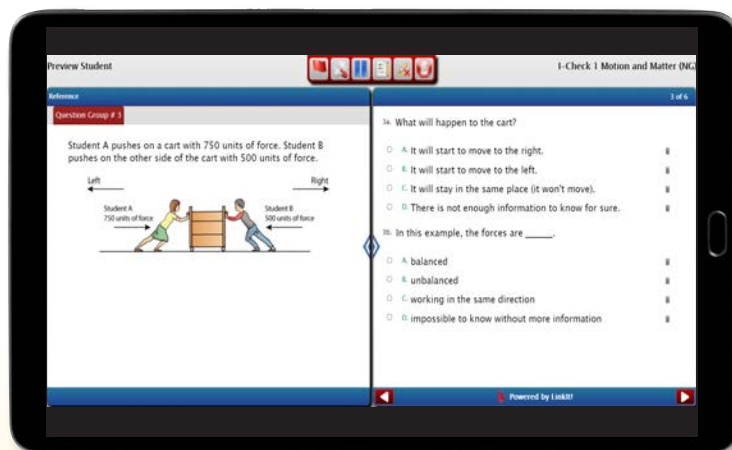 Preview Student
I-Check 1 Motion and Matter (NG
Reference
3 of 6
Question Group # 3
Student A pushes on a cart with 750 units of force. Student B
pushes on the other side of the cart with 500 units of force.
Left
Right
Student A
750 units of force
Student B
500 units of force
3a. What will happen to the cart?
A. It will start to move to the right.
B. It will start to move to the left.
C. It will stay in the same place (it won't move).
D. There is not enough information to know for sure.
3b. In this example, the forces are _____.
A. balanced
B. unbalanced
C. working in the same direction
D. impossible to know without more information
Powered by LinkIt!